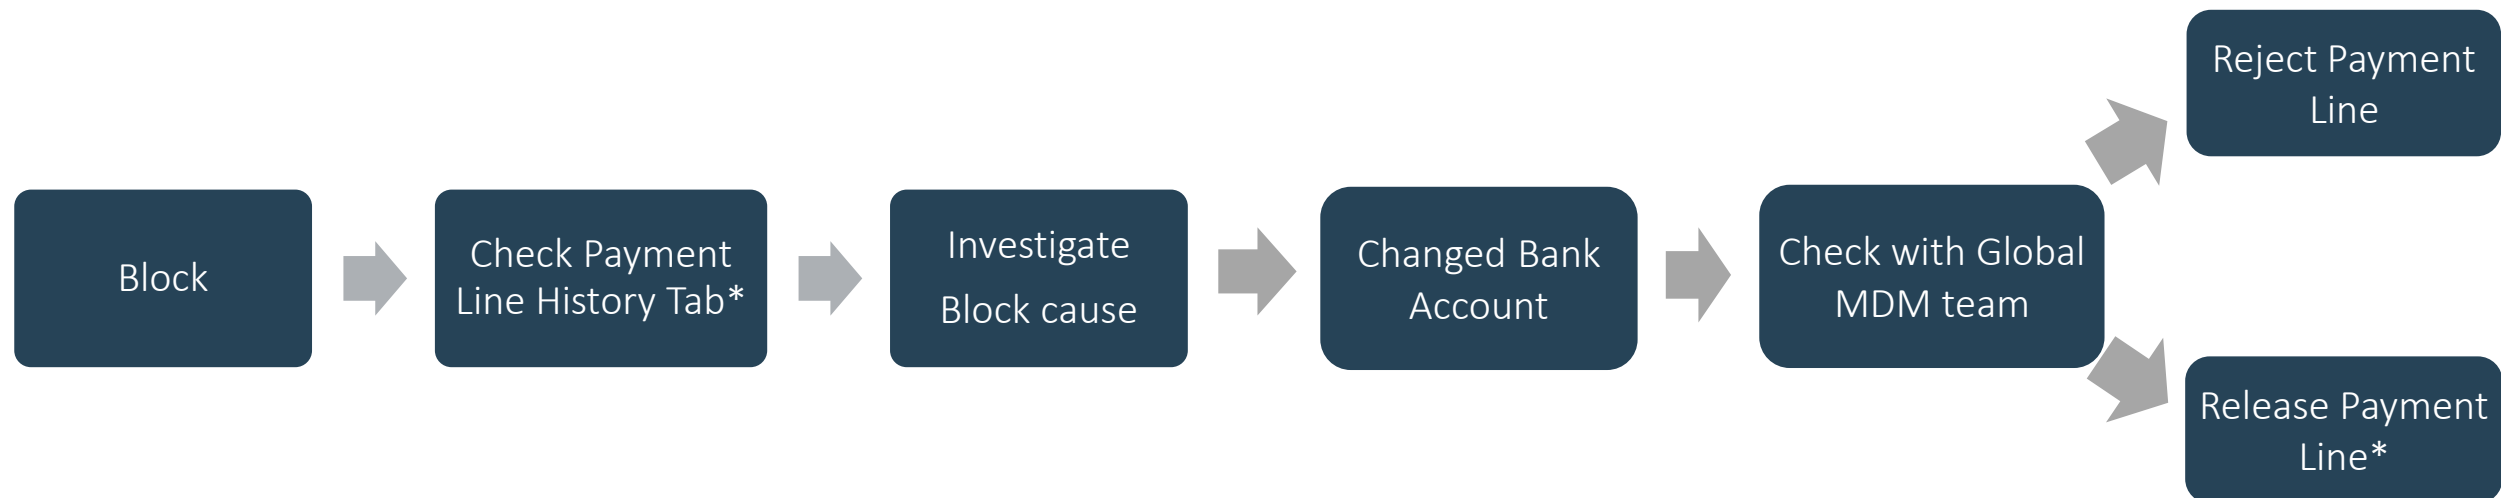 Block
Check Payment
Line History Tab*
Investigate
Block cause
Changed Bank
Account
Check with Global
MDM team
Reject Payment
Line
Release Payment
Line*